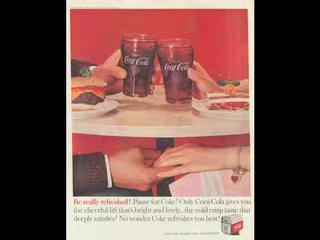 Coca-Cola
Coca-Cola
Be really refreshed! Pause for Coke! Only Coca-Cola gives you
the cheerful lift that's bright and lively...the cold crisp taste that
deeply satisfies! No wonder Coke refreshes you best!